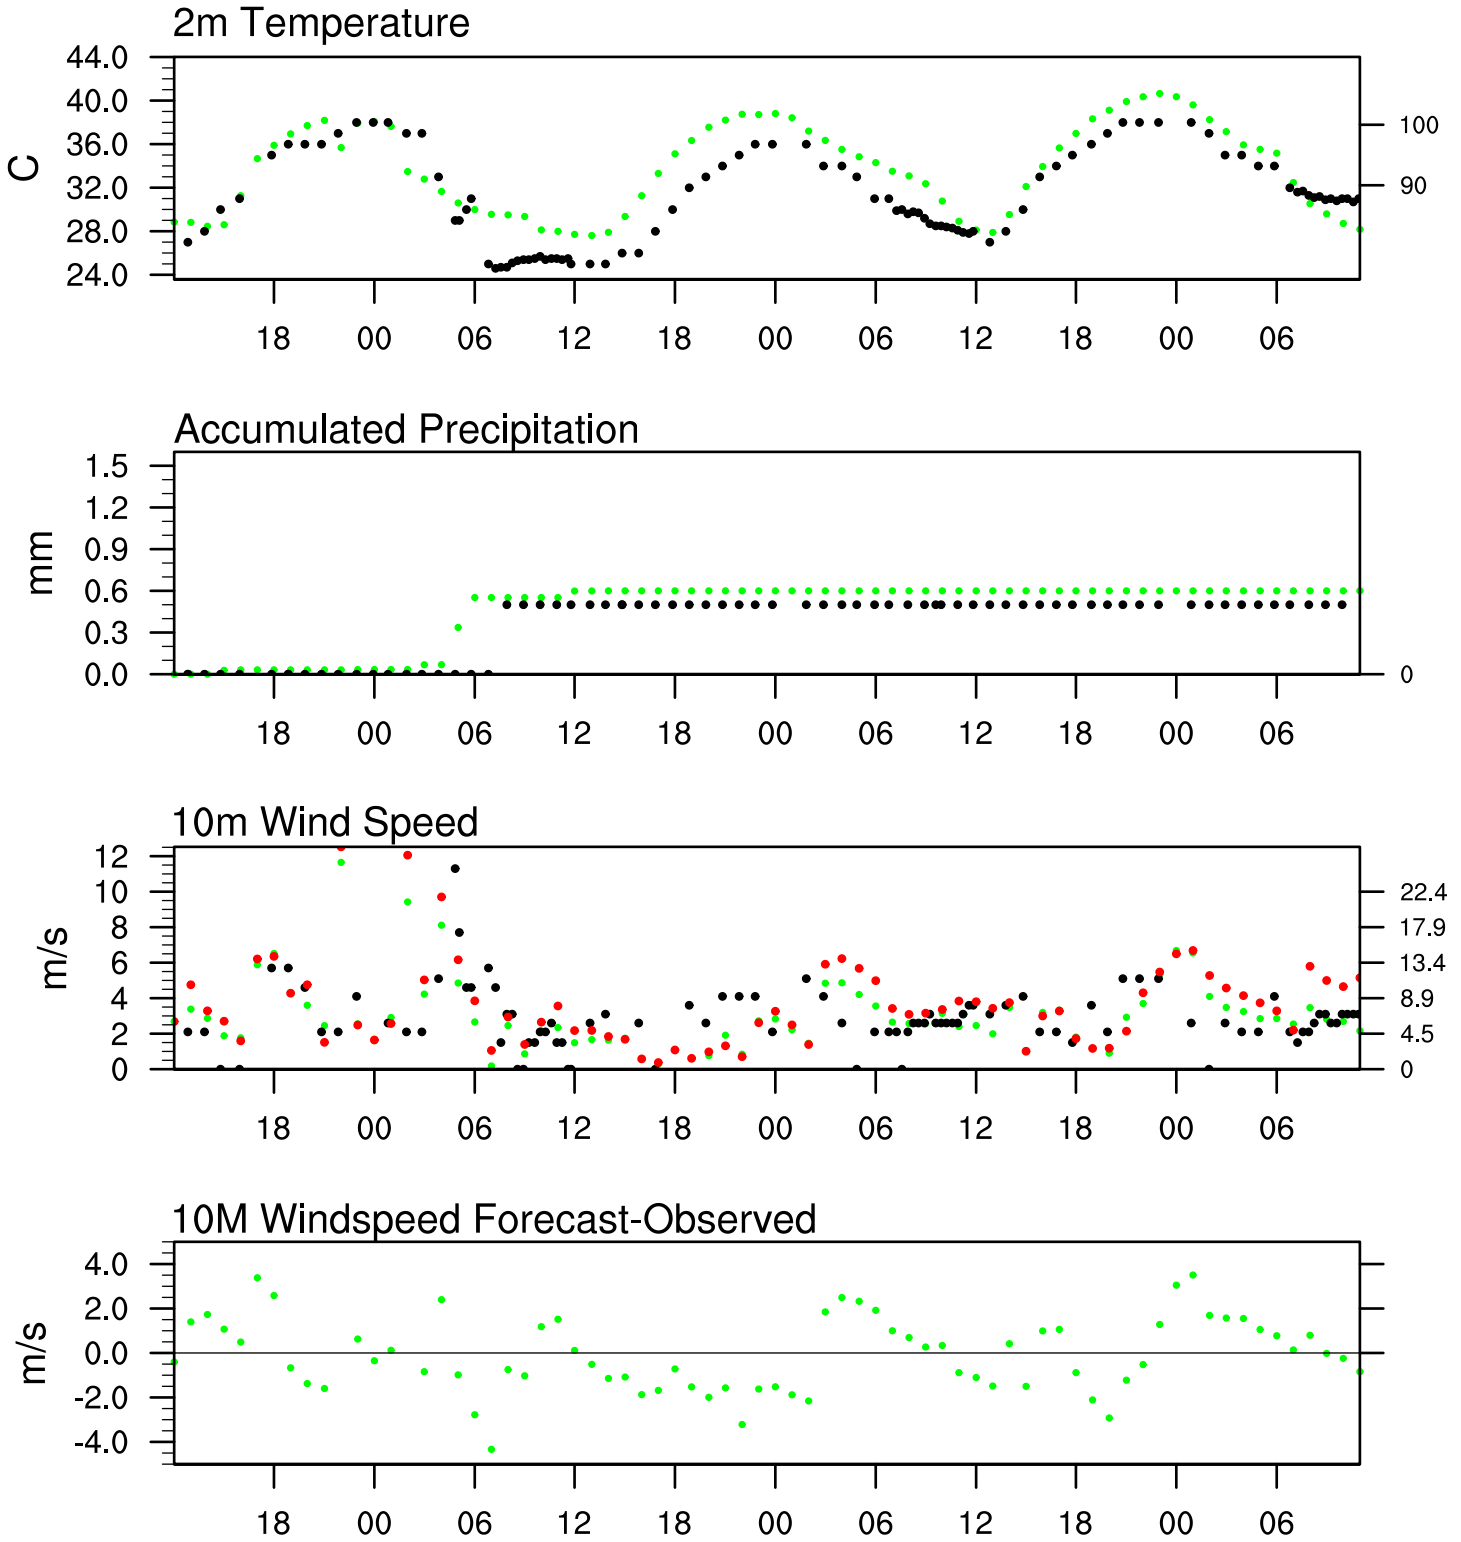 2m Temperature
44.0
40.0
36.0
32.0
28.0
24.0
C
100
90
18 00 06 12 18 00 06 12 18 00 06
Accumulated Precipitation
1.5
1.2
0.9
0.6
0.3
0.0
mm
0
18 00 06 12 18 00 06 12 18 00 06
10m Wind Speed
12
10
8
6
4
2
0
m/s
22.4
17.9
13.4
8.9
4.5
0
18 00 06 12 18 00 06 12 18 00 06
10M Windspeed Forecast-Observed
4.0
2.0
0.0
-2.0
-4.0
m/s
18 00 06 12 18 00 06 12 18 00 06